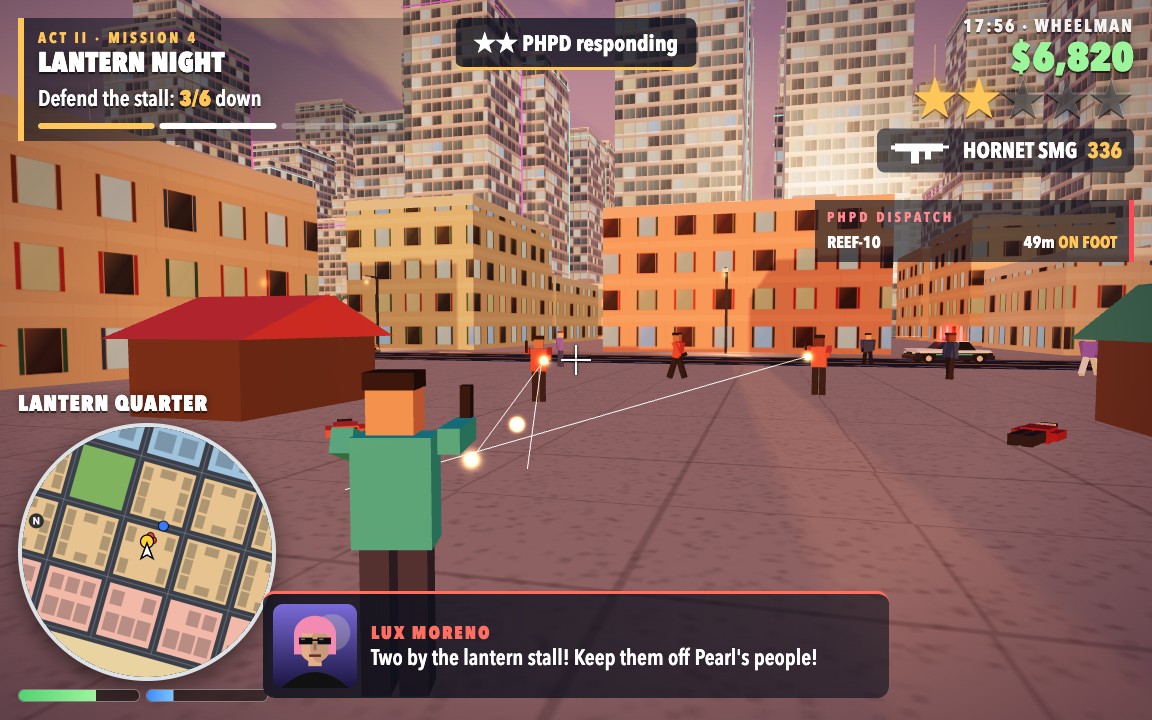 ACT II · MISSION 4
LANTERN NIGHT
Defend the stall: 3/6 down
★★ PHPD responding
17:56 · WHEELMAN
$6,820
HORNET SMG 336
PHPD DISPATCH
REEF-10 49m ON FOOT
LANTERN QUARTER
N
LUX MORENO
Two by the lantern stall! Keep them off Pearl's people!